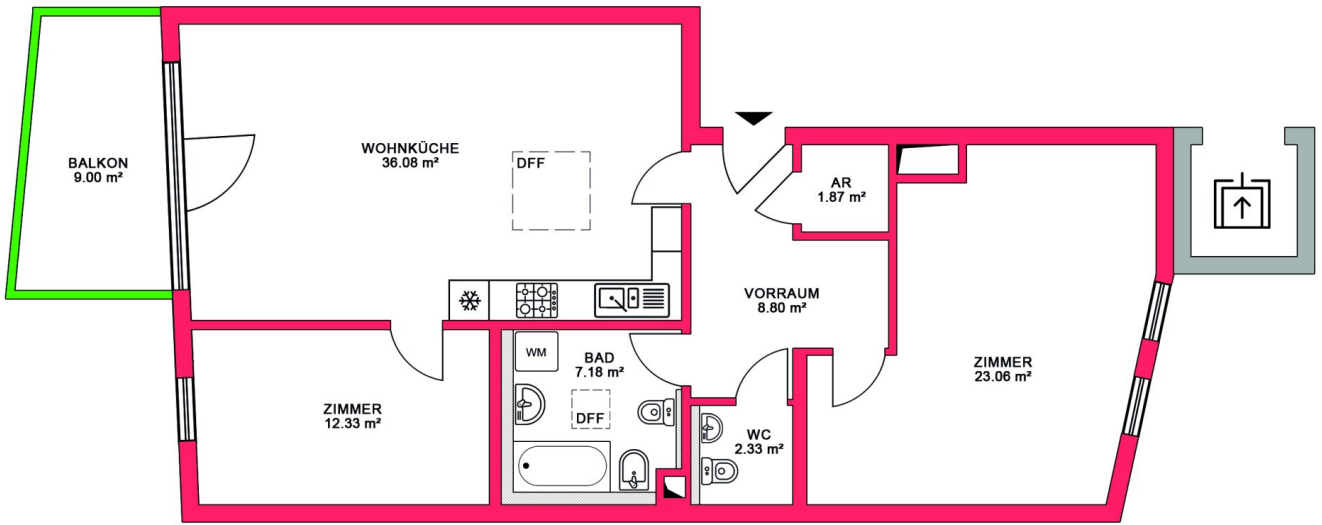 BALKON
9.00 m²
WOHNKÜCHE
36.08 m²
DFF
AR
1.87 m²
VORRAUM
8.80 m²
ZIMMER
23.06 m²
ZIMMER
12.33 m²
WM
BAD
7.18 m²
DFF
WC
2.33 m²